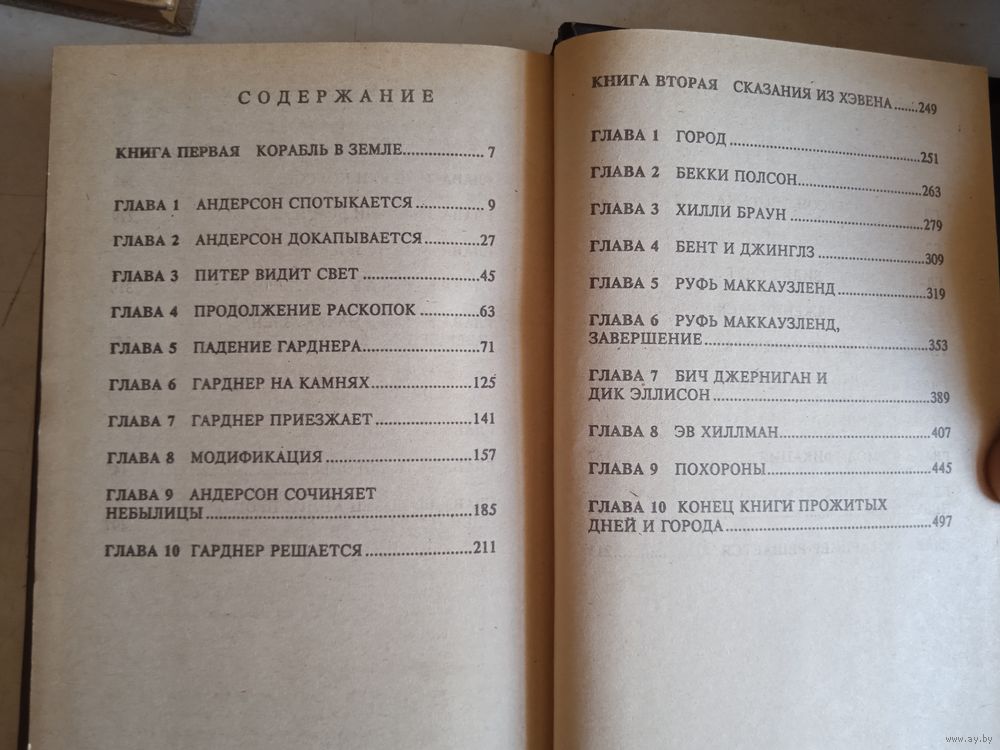 СОДЕРЖАНИЕ
КНИГА ПЕРВАЯ КОРАБЛЬ В ЗЕМЛЕ.................. 7
ГЛАВА 1 АНДЕРСОН СПОТЫКАЕТСЯ .................. 9
ГЛАВА 2 АНДЕРСОН ДОКАПЫВАЕТСЯ.............. 27
ГЛАВА 3 ПИТЕР ВИДИТ СВЕТ ........................... 45
ГЛАВА 4 ПРОДОЛЖЕНИЕ РАСКОПОК ............... 63
ГЛАВА 5 ПАДЕНИЕ ГАРДНЕРА........................... 71
ГЛАВА 6 ГАРДНЕР НА КАМНЯХ........................125
ГЛАВА 7 ГАРДНЕР ПРИЕЗЖАЕТ ........................141
ГЛАВА 8 МОДИФИКАЦИЯ .................................157
ГЛАВА 9 АНДЕРСОН СОЧИНЯЕТ
НЕБЫЛИЦЫ......................................................185
ГЛАВА 10 ГАРДНЕР РЕШАЕТСЯ ........................211
КНИГА ВТОРАЯ СКАЗАНИЯ ИЗ ХЭВЕНА.......249
ГЛАВА 1 ГОРОД ..............................................251
ГЛАВА 2 БЕККИ ПОЛСОН.................................263
ГЛАВА 3 ХИЛЛИ БРАУН ...................................279
ГЛАВА 4 БЕНТ И ДЖИНГЛЗ ..............................309
ГЛАВА 5 РУФЬ МАККАУЗЛЕНД .........................319
ГЛАВА 6 РУФЬ МАККАУЗЛЕНД,
ЗАВЕРШЕНИЕ....................................................353
ГЛАВА 7 БИЧ ДЖЕРНИГАН И
ДИК ЭЛЛИСОН ..................................................389
ГЛАВА 8 ЭВ ХИЛЛМАН.....................................407
ГЛАВА 9 ПОХОРОНЫ........................................445
ГЛАВА 10 КОНЕЦ КНИГИ ПРОЖИТЫХ
ДНЕЙ И ГОРОДА................................................497
www.ay.by